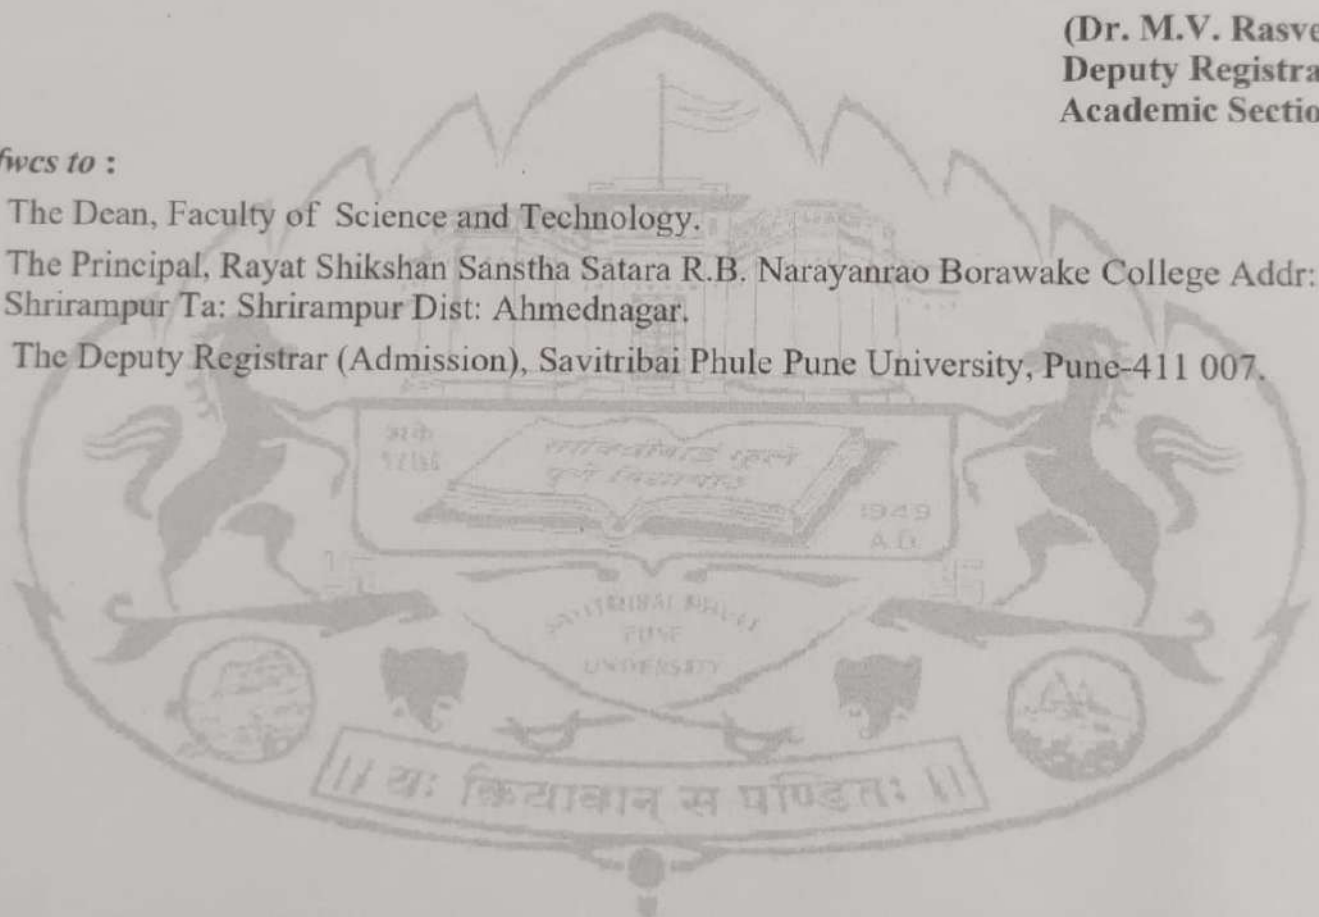 (Dr. M.V. Rasve
Deputy Registra
Academic Sectio
fwcs to :
The Dean, Faculty of Science and Technology.
The Principal, Rayat Shikshan Sanstha Satara R.B. Narayanrao Borawake College Addr:
Shrirampur Ta: Shrirampur Dist: Ahmednagar.
The Deputy Registrar (Admission), Savitribai Phule Pune University, Pune-411 007.
सावित्रीबाई फुले
पुणे विद्यापीठ
1949
A.D.
SAVITRIBAI PHULE
PUNE
UNIVERSITY
|| यः क्रियावान् स पण्डितः ||